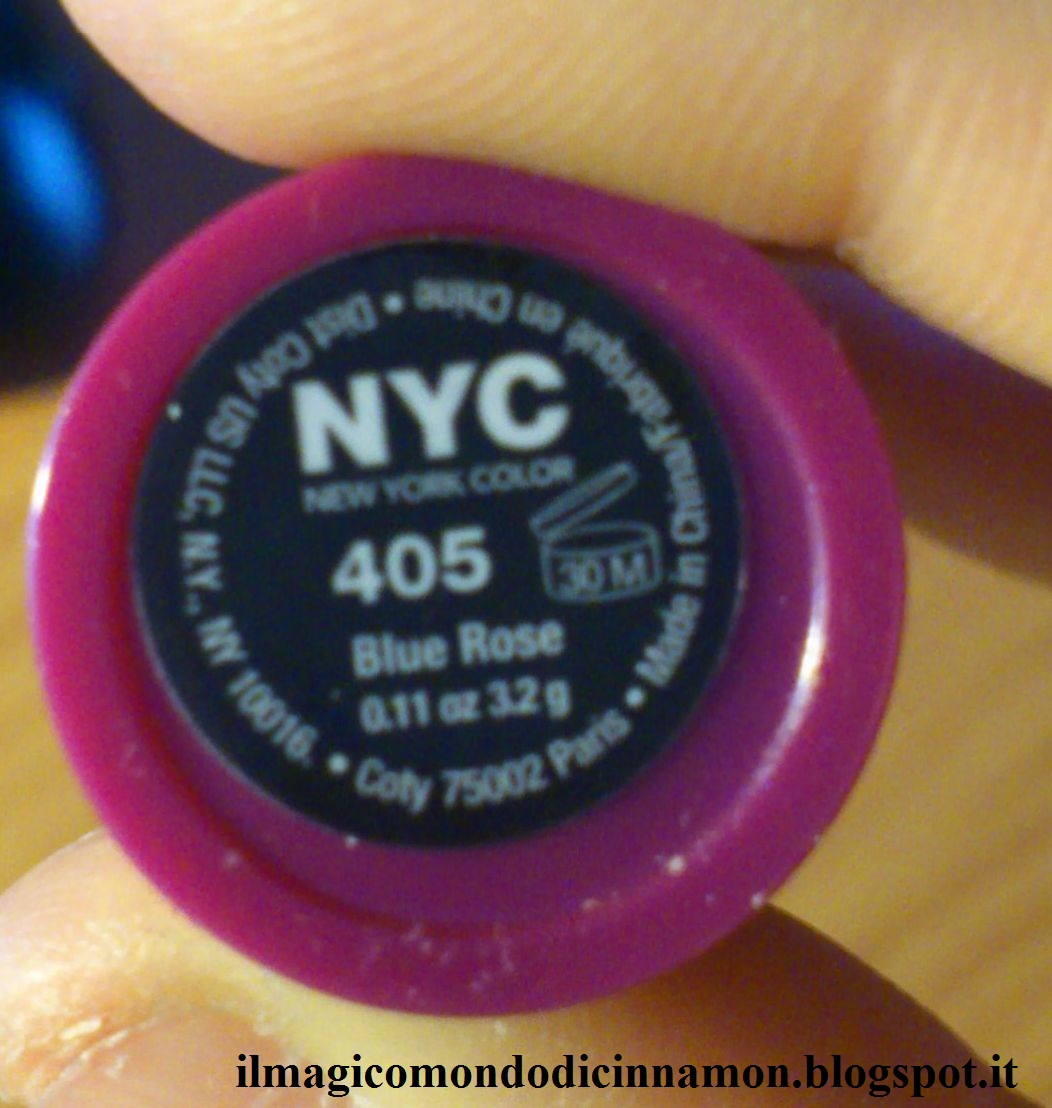 NYC
NEW YORK COLOR
405
30 M
Blue Rose
0.11 oz 3.2 g
Dist Coty US LLC, N.Y., NY 10016. • Coty 75002 Paris • Made in China/Fabriqué en Chine •
ilmagicomondodicinnamon.blogspot.it